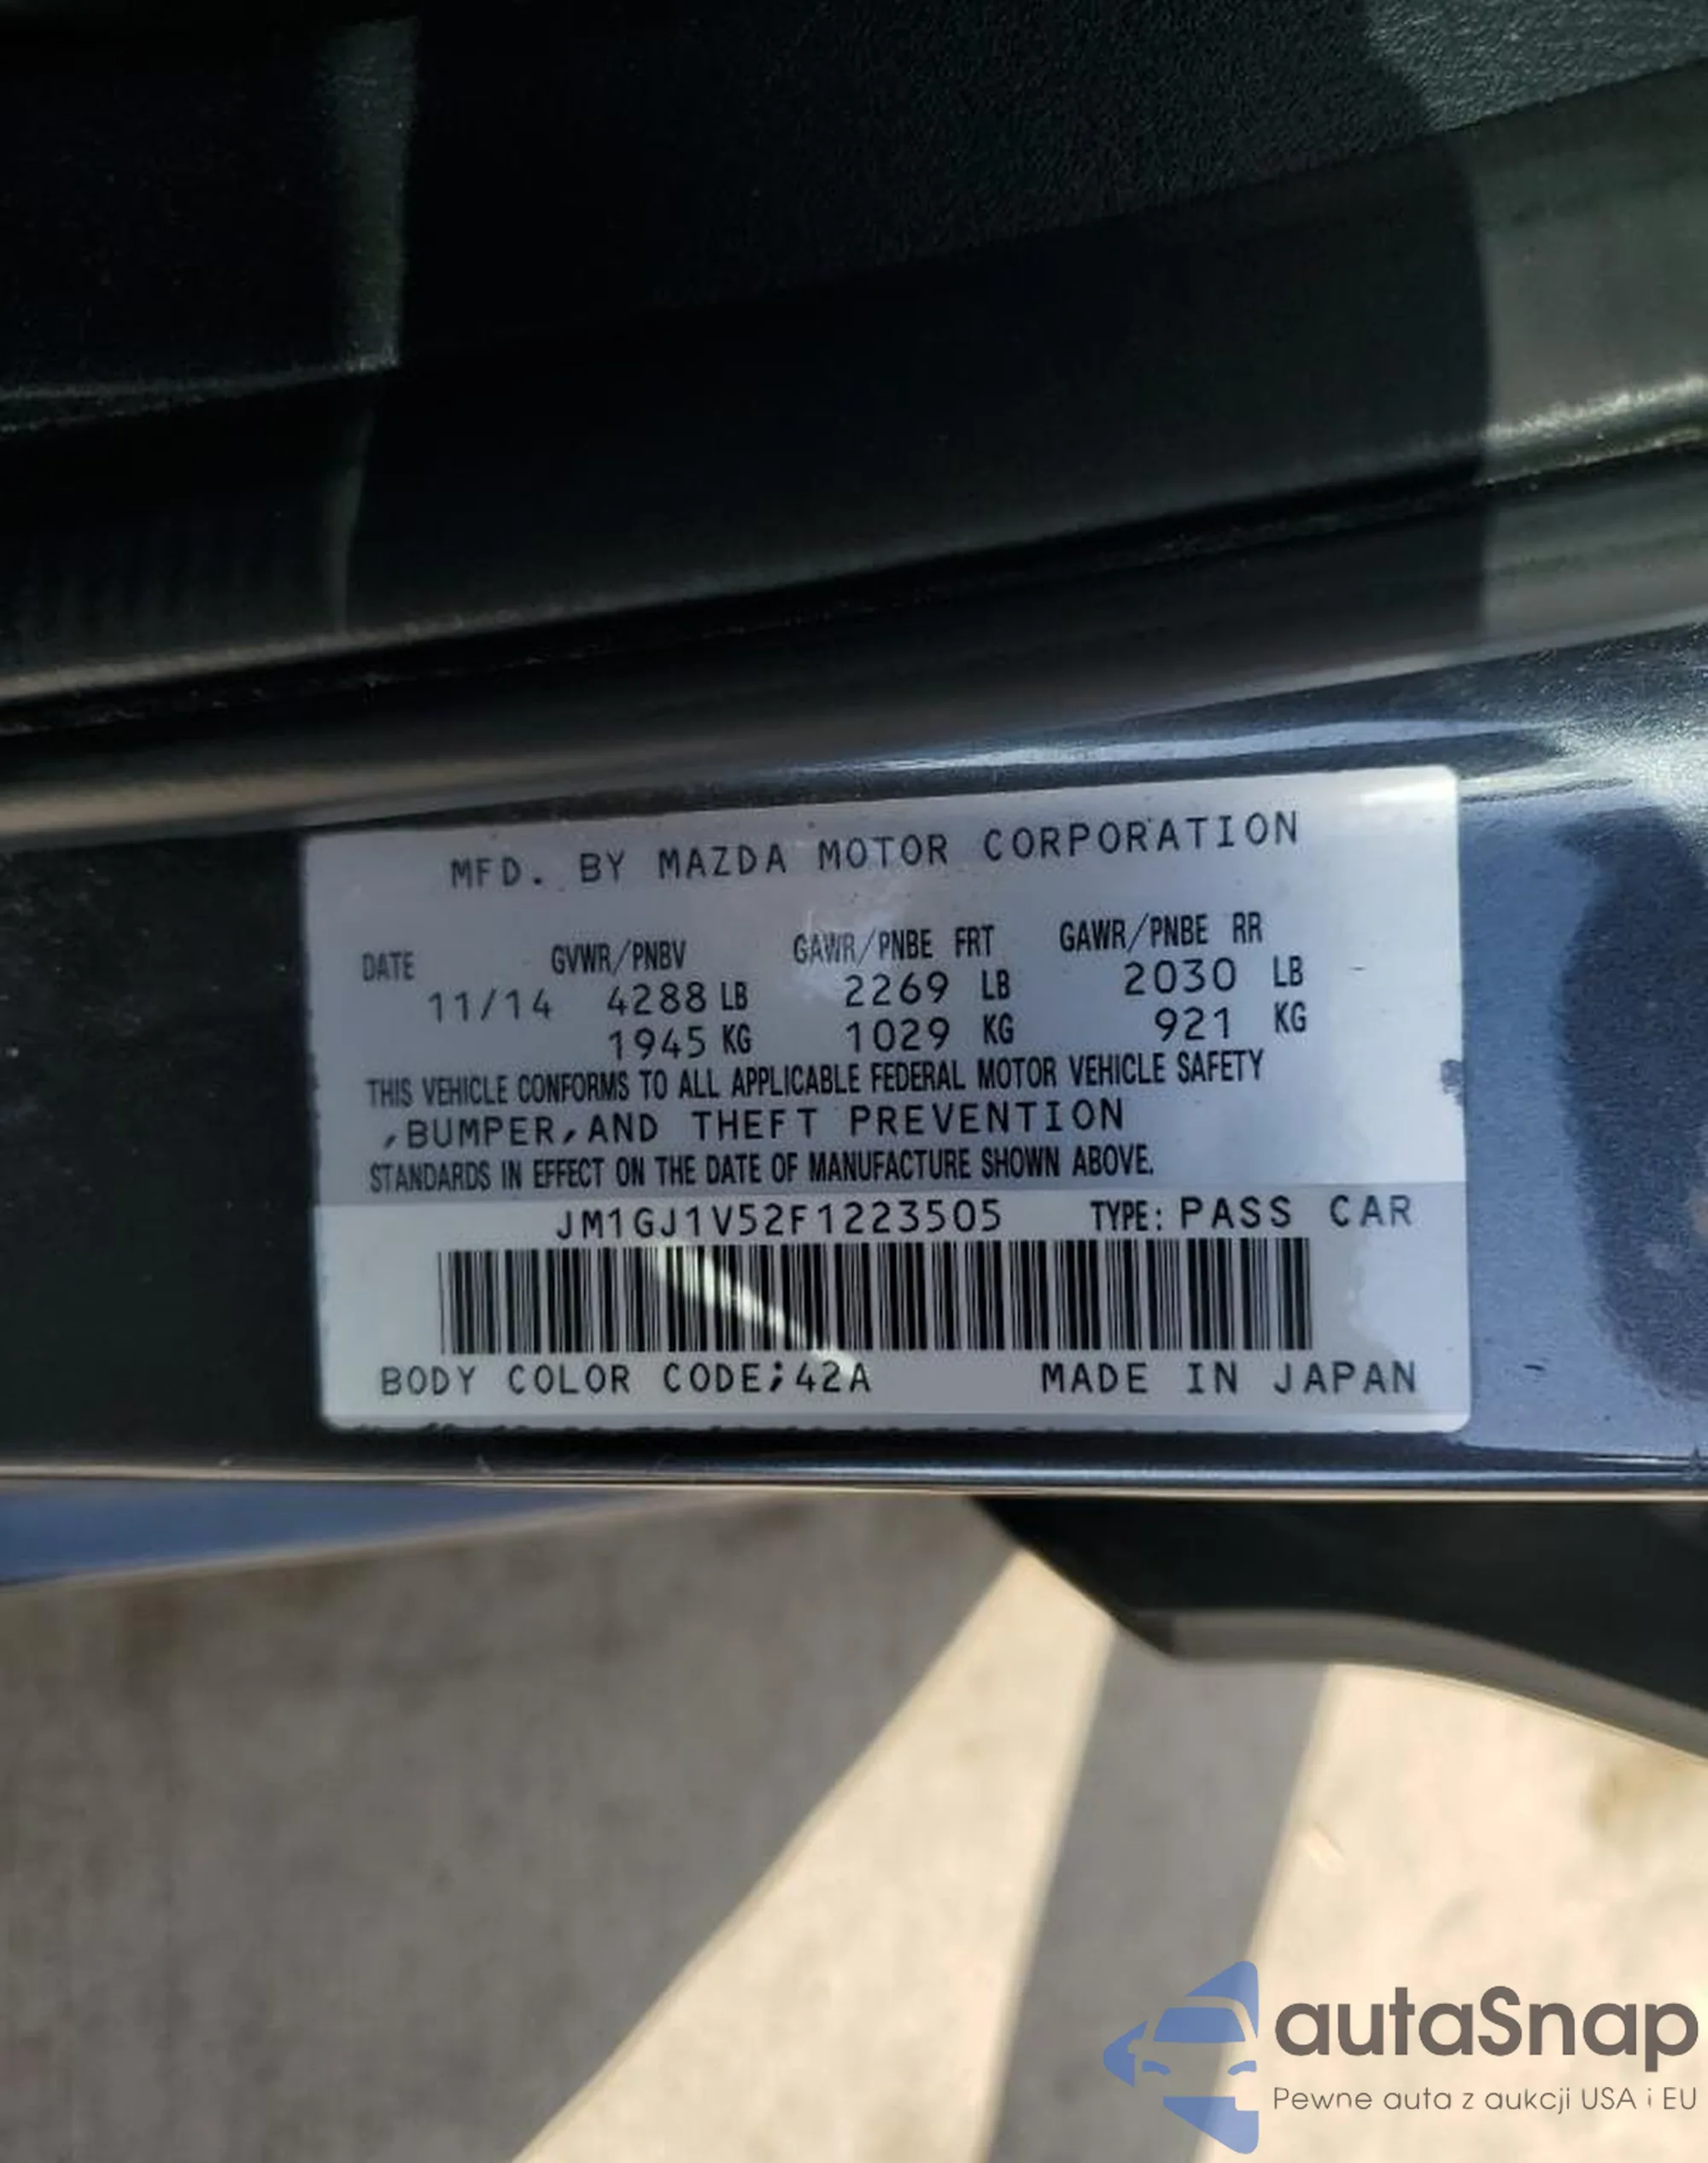 MFD. BY MAZDA MOTOR CORPORATION
DATE GVWR/PNBV GAWR/PNBE FRT GAWR/PNBE RR
11/14 4288 LB 2269 LB 2030 LB
1945 KG 1029 KG 921 KG
THIS VEHICLE CONFORMS TO ALL APPLICABLE FEDERAL MOTOR VEHICLE SAFETY
,BUMPER,AND THEFT PREVENTION
STANDARDS IN EFFECT ON THE DATE OF MANUFACTURE SHOWN ABOVE.
JM1GJ1V52F1223505 TYPE: PASS CAR
BODY COLOR CODE;42A MADE IN JAPAN
autaSnap
Pewne auta z aukcji USA i EU